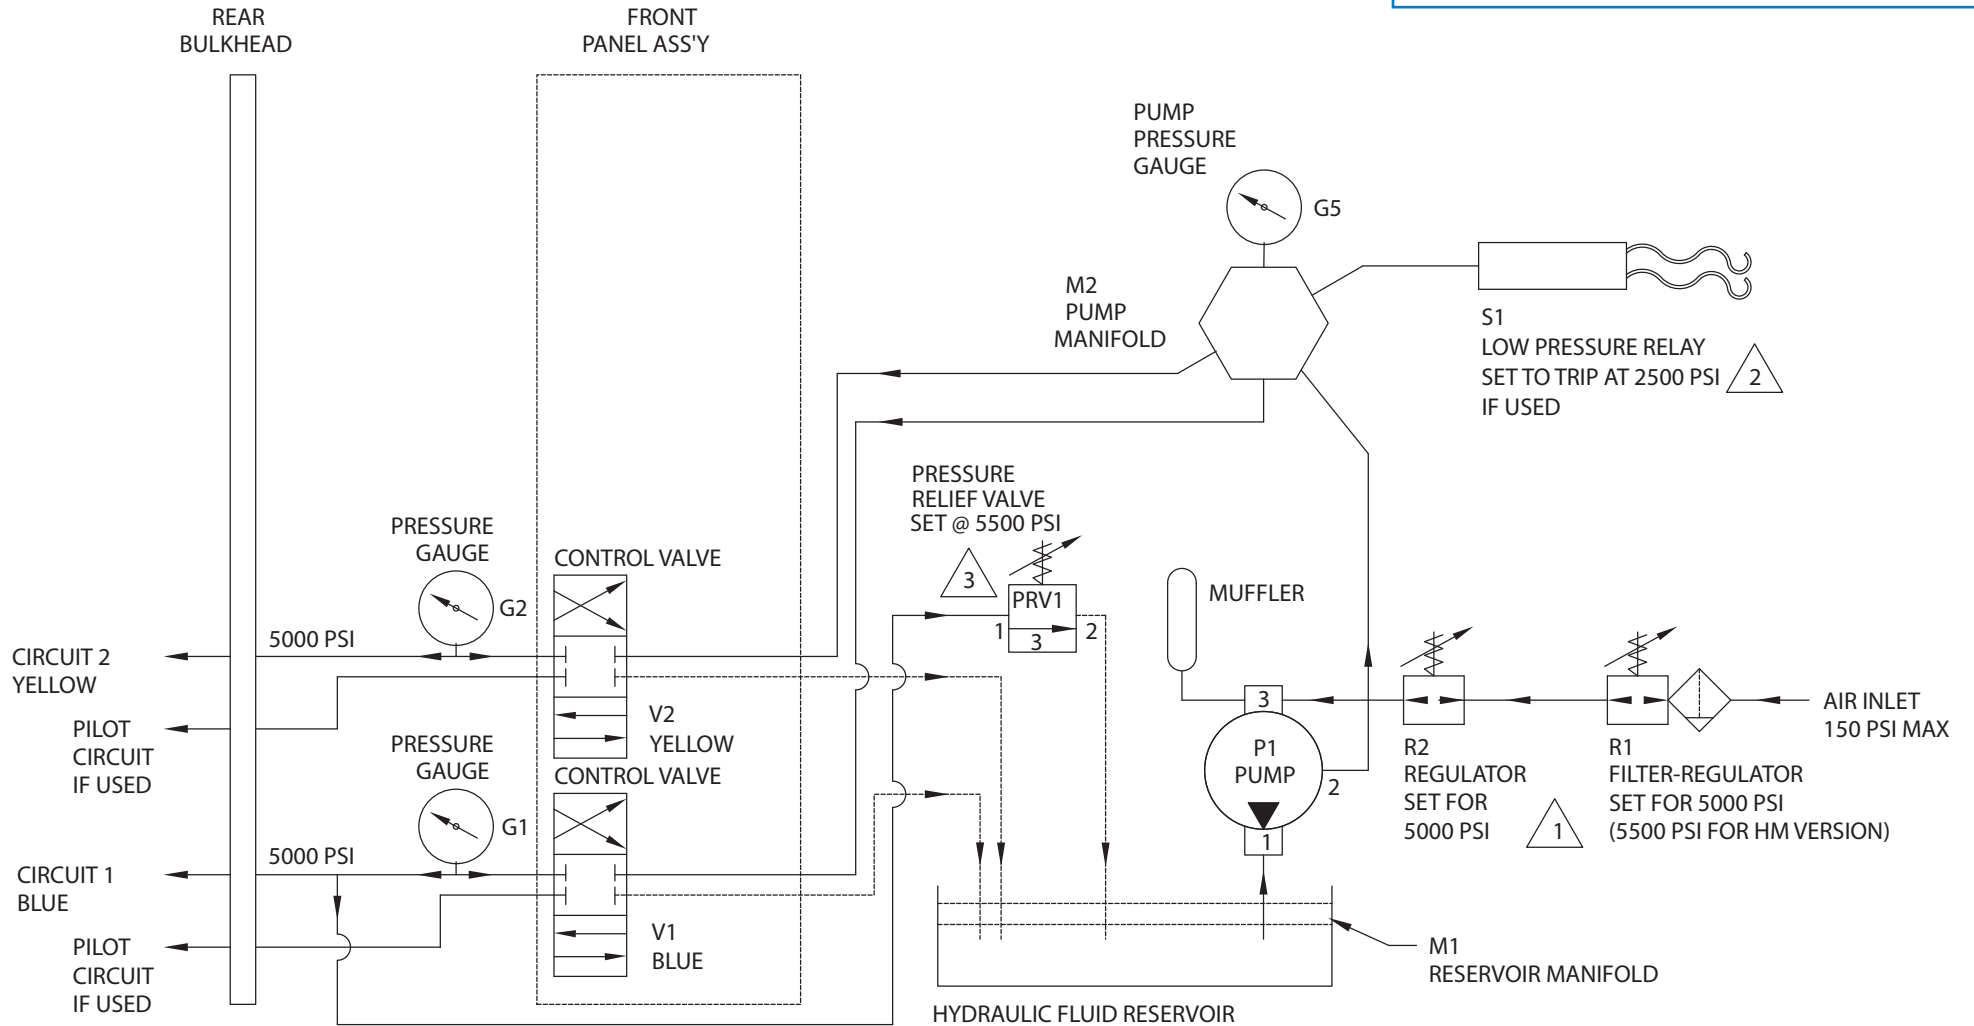 REAR
BULKHEAD
FRONT
PANEL ASS'Y
PUMP
PRESSURE
GAUGE
G5
M2
PUMP
MANIFOLD
S1
LOW PRESSURE RELAY
SET TO TRIP AT 2500 PSI
IF USED
2
PRESSURE
RELIEF VALVE
SET @ 5500 PSI
3
PRV1
1
3
2
MUFFLER
PRESSURE
GAUGE
G2
CONTROL VALVE
5000 PSI
CIRCUIT 2
YELLOW
PILOT
CIRCUIT
IF USED
V2
YELLOW
PRESSURE
GAUGE
G1
CONTROL VALVE
5000 PSI
CIRCUIT 1
BLUE
PILOT
CIRCUIT
IF USED
V1
BLUE
3
P1
PUMP
2
1
R2
REGULATOR
SET FOR
5000 PSI
1
R1
FILTER-REGULATOR
SET FOR 5000 PSI
(5500 PSI FOR HM VERSION)
AIR INLET
150 PSI MAX
M1
RESERVOIR MANIFOLD
HYDRAULIC FLUID RESERVOIR